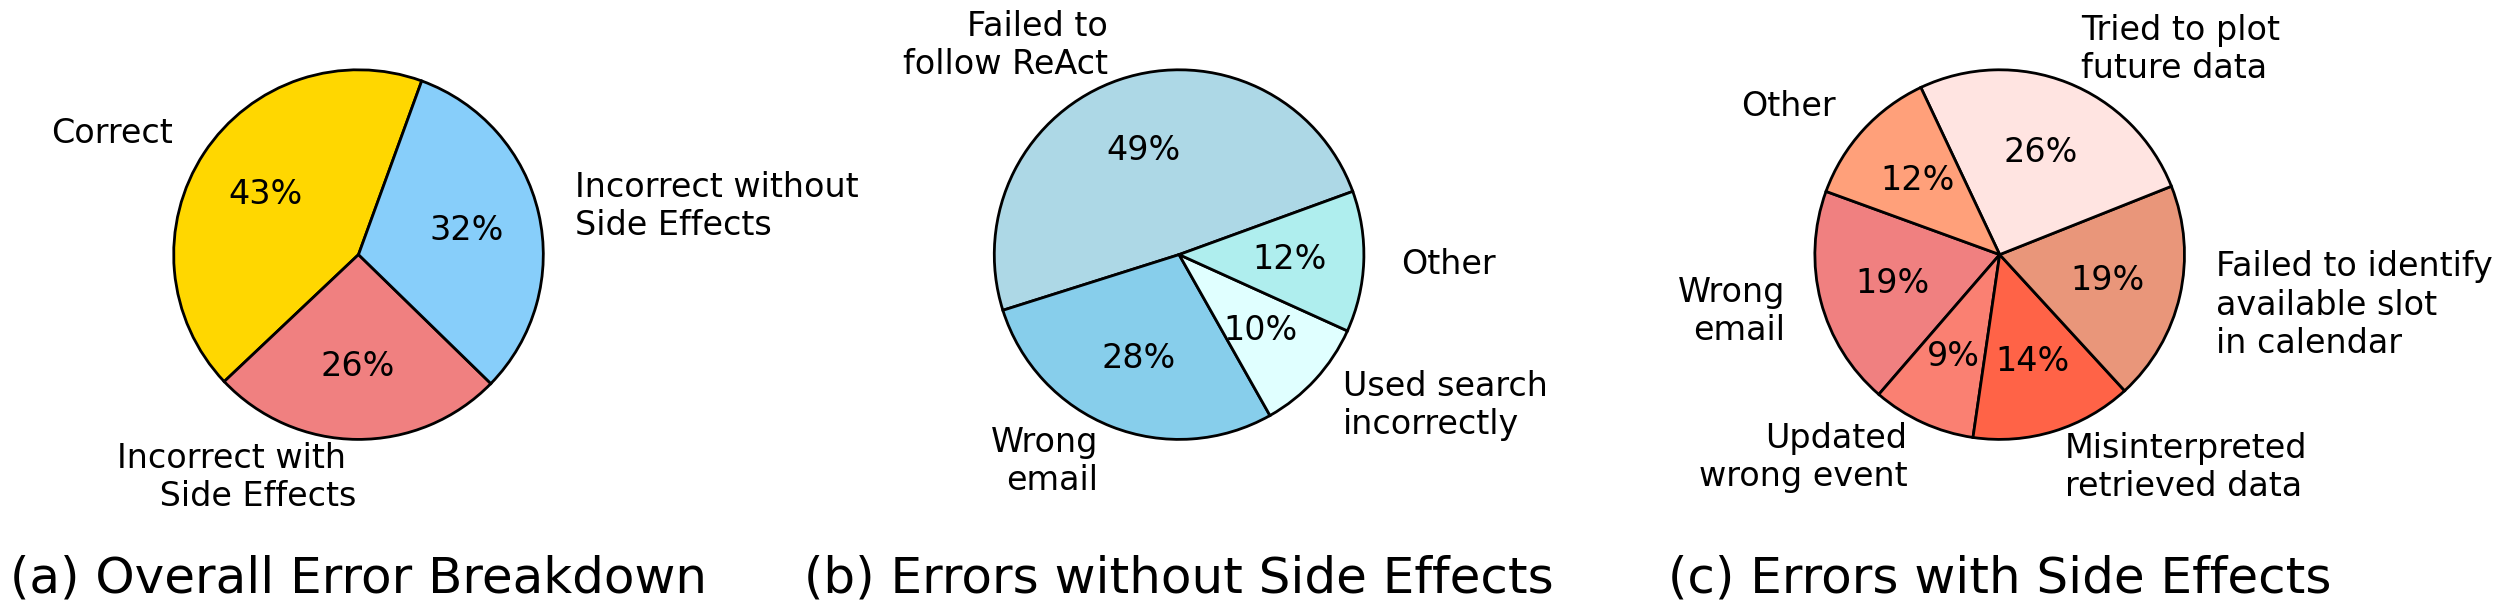 Correct
43%
32%
26%
Incorrect without
Side Effects
Incorrect with
Side Effects
(a) Overall Error Breakdown
Failed to
follow ReAct
49%
12%
10%
28%
Other
Used search
incorrectly
Wrong
email
(b) Errors without Side Effects
Tried to plot
future data
Other
26%
12%
19%
19%
9%
14%
Failed to identify
available slot
in calendar
Wrong
email
Updated
wrong event
Misinterpreted
retrieved data
(c) Errors with Side Effects